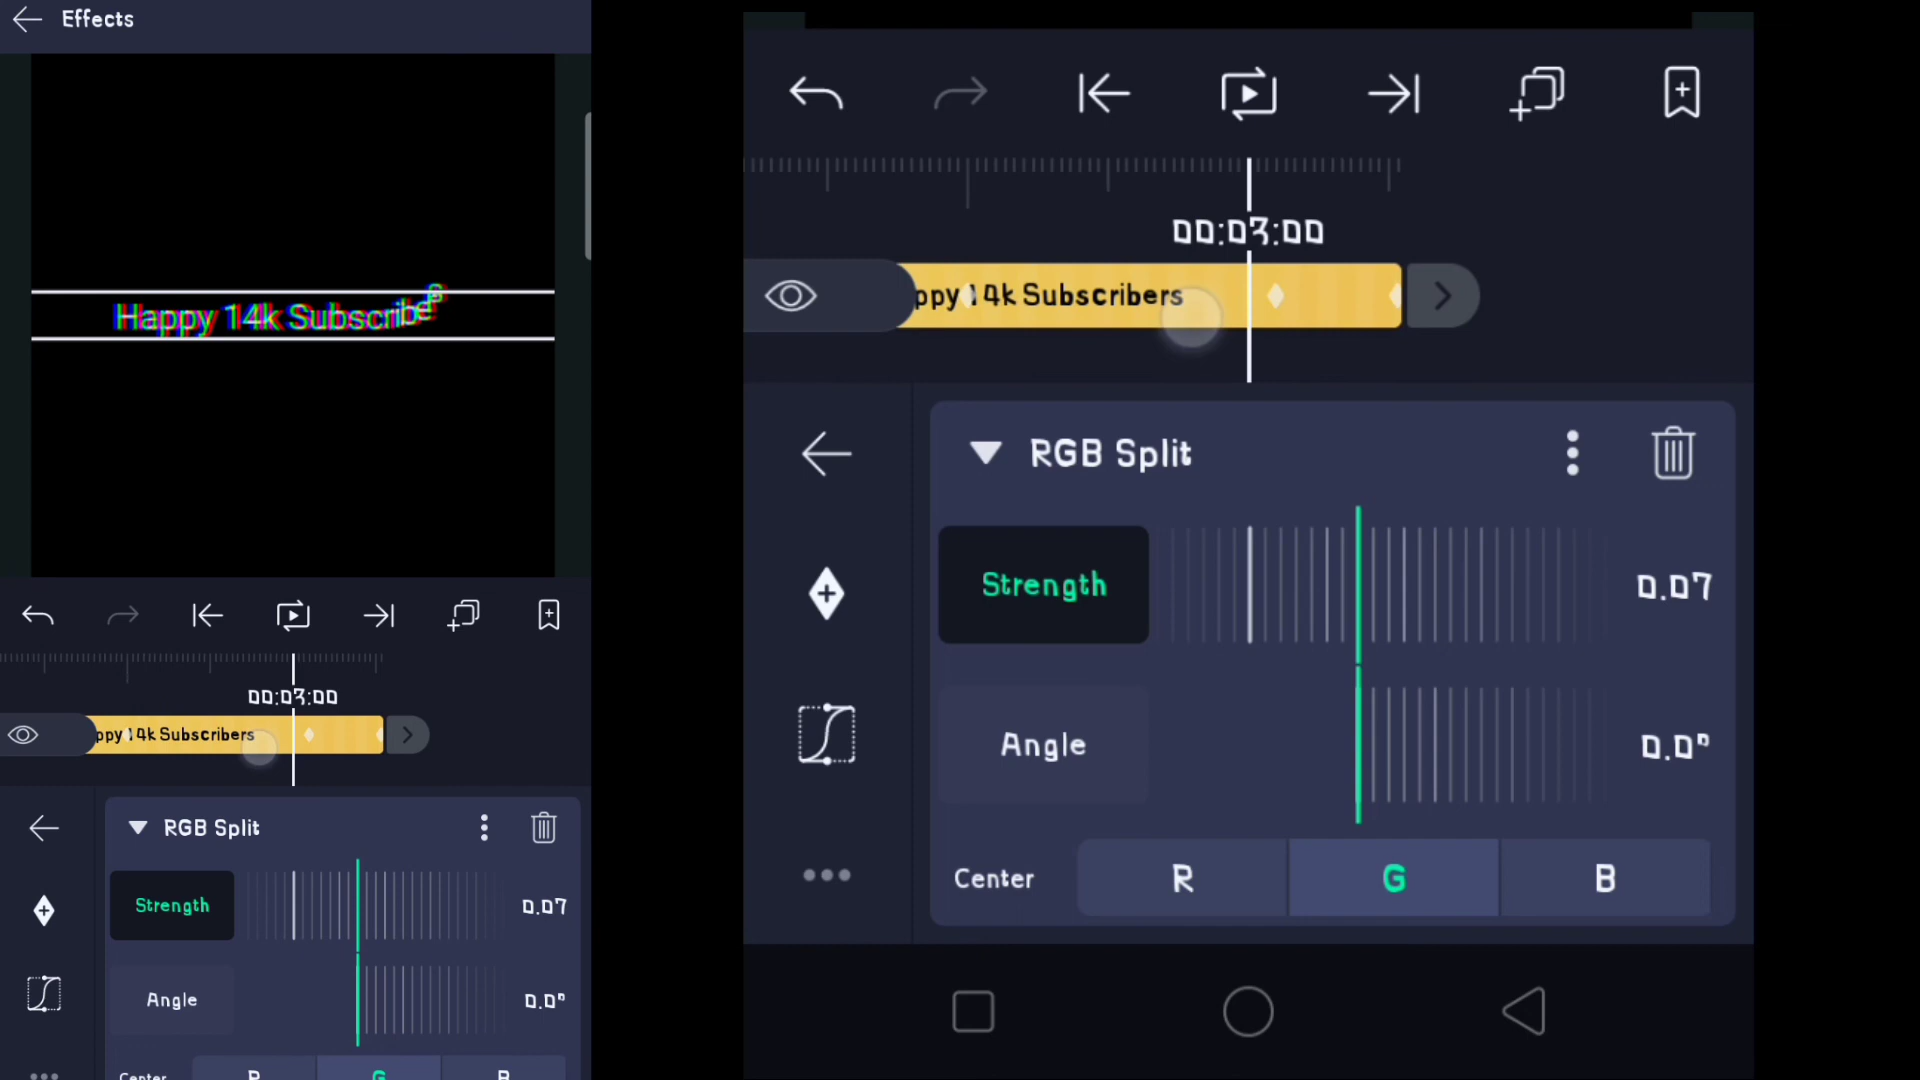 Effects
Happy 14k Subscribe
00:03:00
ppy 14k Subscribers
RGB Split
Strength
0.07
Angle
0.0°
Center R G B
00:03:00
ppy 14k Subscribers
RGB Split
Strength
0.07
Angle
0.0°
Center R G B